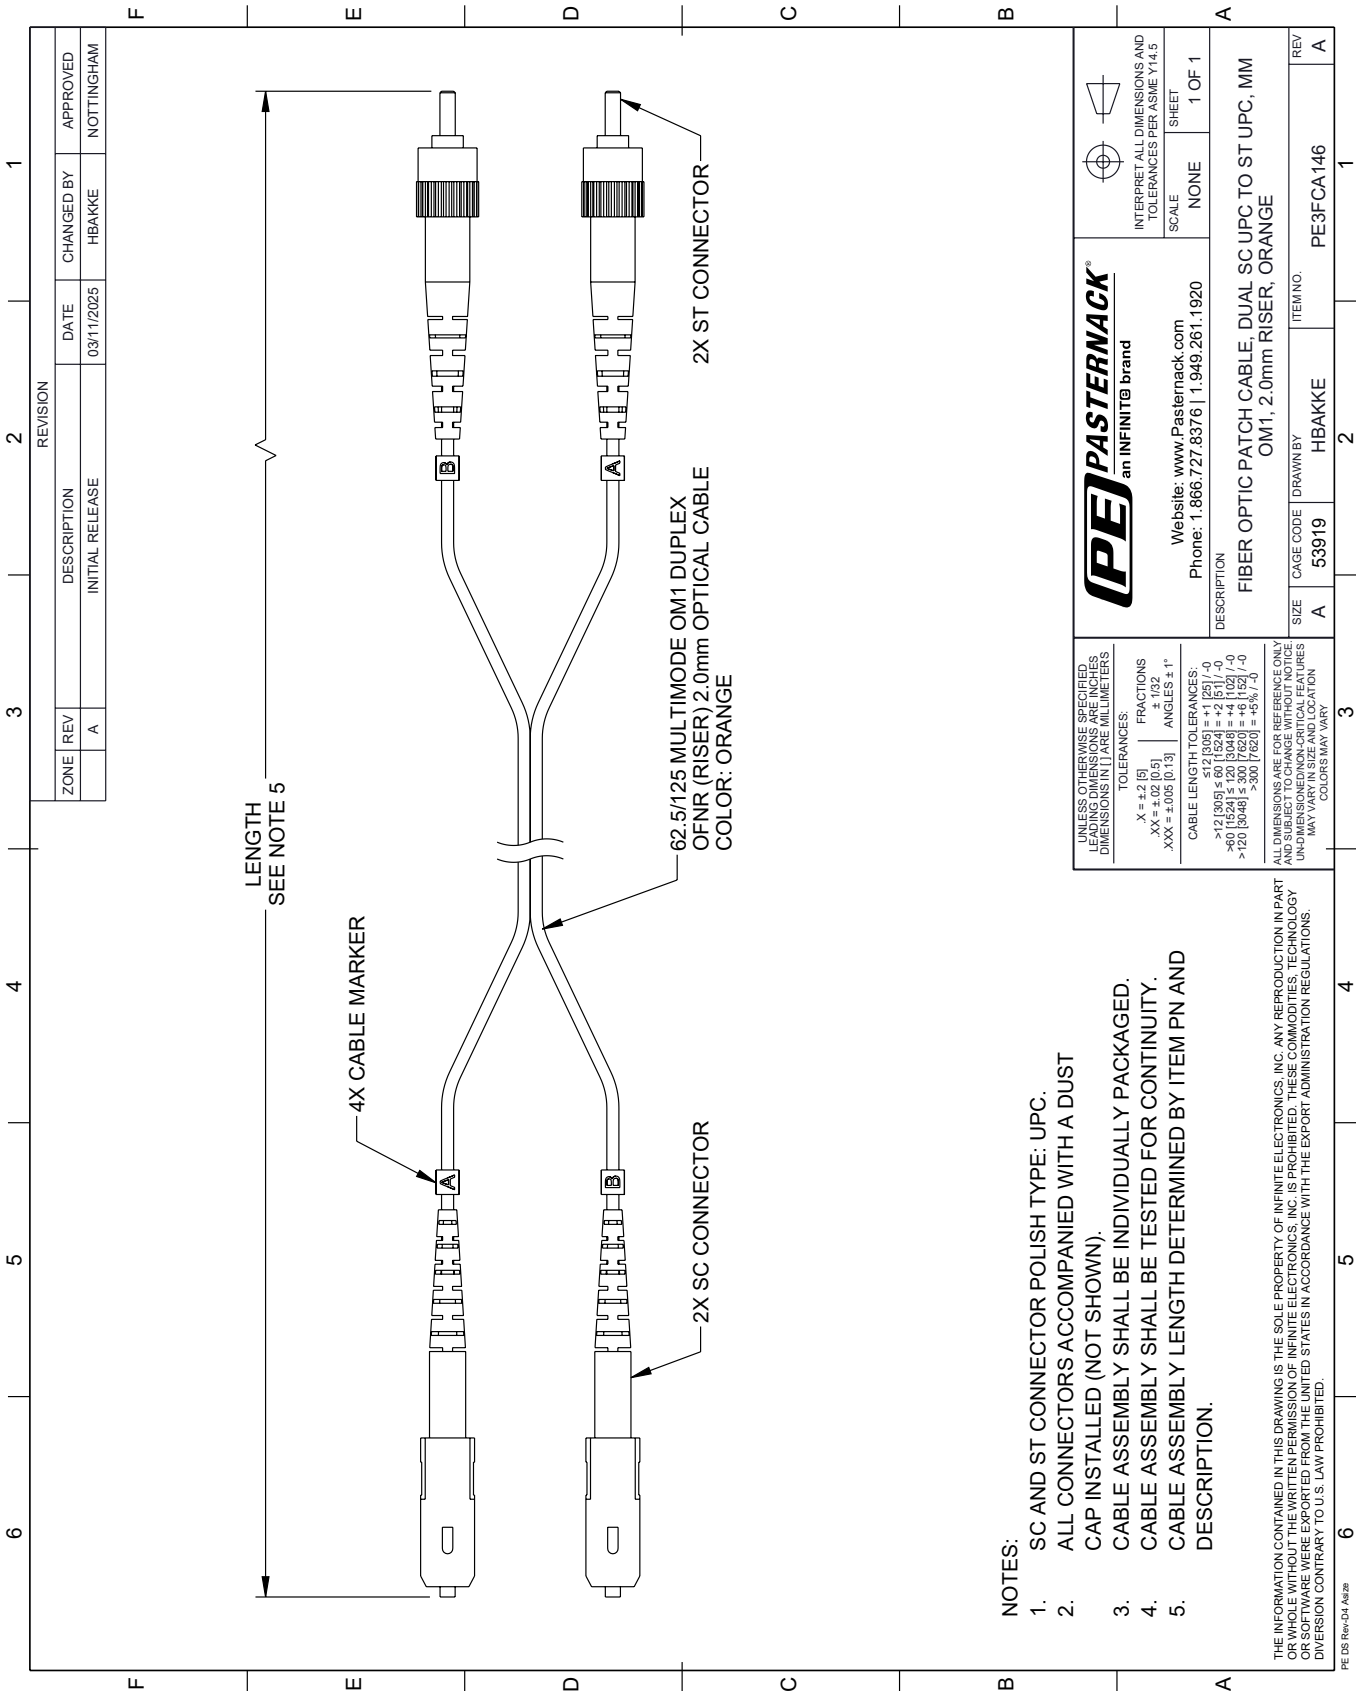 6 5 4 3 2 1
F
E
D
C
B
A
F
E
D
C
B
A
REVISION
ZONE REV DESCRIPTION DATE CHANGED BY APPROVED
A INITIAL RELEASE 03/11/2025 HBAKKE NOTTINGHAM
LENGTH
SEE NOTE 5
4X CABLE MARKER
A
B
B
A
2X SC CONNECTOR
62.5/125 MULTIMODE OM1 DUPLEX
OFNR (RISER) 2.0mm OPTICAL CABLE
COLOR: ORANGE
2X ST CONNECTOR
NOTES:
1. SC AND ST CONNECTOR POLISH TYPE: UPC.
2. ALL CONNECTORS ACCOMPANIED WITH A DUST
CAP INSTALLED (NOT SHOWN).
3. CABLE ASSEMBLY SHALL BE INDIVIDUALLY PACKAGED.
4. CABLE ASSEMBLY SHALL BE TESTED FOR CONTINUITY.
5. CABLE ASSEMBLY LENGTH DETERMINED BY ITEM PN AND
DESCRIPTION.
THE INFORMATION CONTAINED IN THIS DRAWING IS THE SOLE PROPERTY OF INFINITE ELECTRONICS, INC. ANY REPRODUCTION IN PART
OR WHOLE WITHOUT THE WRITTEN PERMISSION OF INFINITE ELECTRONICS, INC. IS PROHIBITED. THESE COMMODITIES, TECHNOLOGY
OR SOFTWARE WERE EXPORTED FROM THE UNITED STATES IN ACCORDANCE WITH THE EXPORT ADMINISTRATION REGULATIONS.
DIVERSION CONTRARY TO U.S. LAW PROHIBITED.
UNLESS OTHERWISE SPECIFIED
LEADING DIMENSIONS ARE INCHES
DIMENSIONS IN [ ] ARE MILLIMETERS
TOLERANCES:
.X = ±.2 [5]
.XX = ±.02 [0.5]
.XXX = ±.005 [0.13]
FRACTIONS
± 1/32
ANGLES ± 1°
CABLE LENGTH TOLERANCES:
≤12 [305] = +1 [25] / -0
>12 [305] ≤ 60 [1524] = +2 [51] / -0
>60 [1524] ≤ 120 [3048] = +4 [102] / -0
>120 [3048] ≤ 300 [7620] = +6 [152] / -0
>300 [7620] = +5% / -0
ALL DIMENSIONS ARE FOR REFERENCE ONLY
AND SUBJECT TO CHANGE WITHOUT NOTICE.
UN-DIMENSIONED/NON-CRITICAL FEATURES
MAY VARY IN SIZE AND LOCATION
COLORS MAY VARY
PE PASTERNACK®
an INFINIT@ brand
Website: www.Pasternack.com
Phone: 1.866.727.8376 | 1.949.261.1920
INTERPRET ALL DIMENSIONS AND
TOLERANCES PER ASME Y14.5
SCALE
NONE
SHEET
1 OF 1
DESCRIPTION
FIBER OPTIC PATCH CABLE, DUAL SC UPC TO ST UPC, MM
OM1, 2.0mm RISER, ORANGE
SIZE
A
CAGE CODE
53919
DRAWN BY
HBAKKE
ITEM NO.
PE3FCA146
REV
A
6 5 4 3 2 1
PE DS Rev-D4 Asize